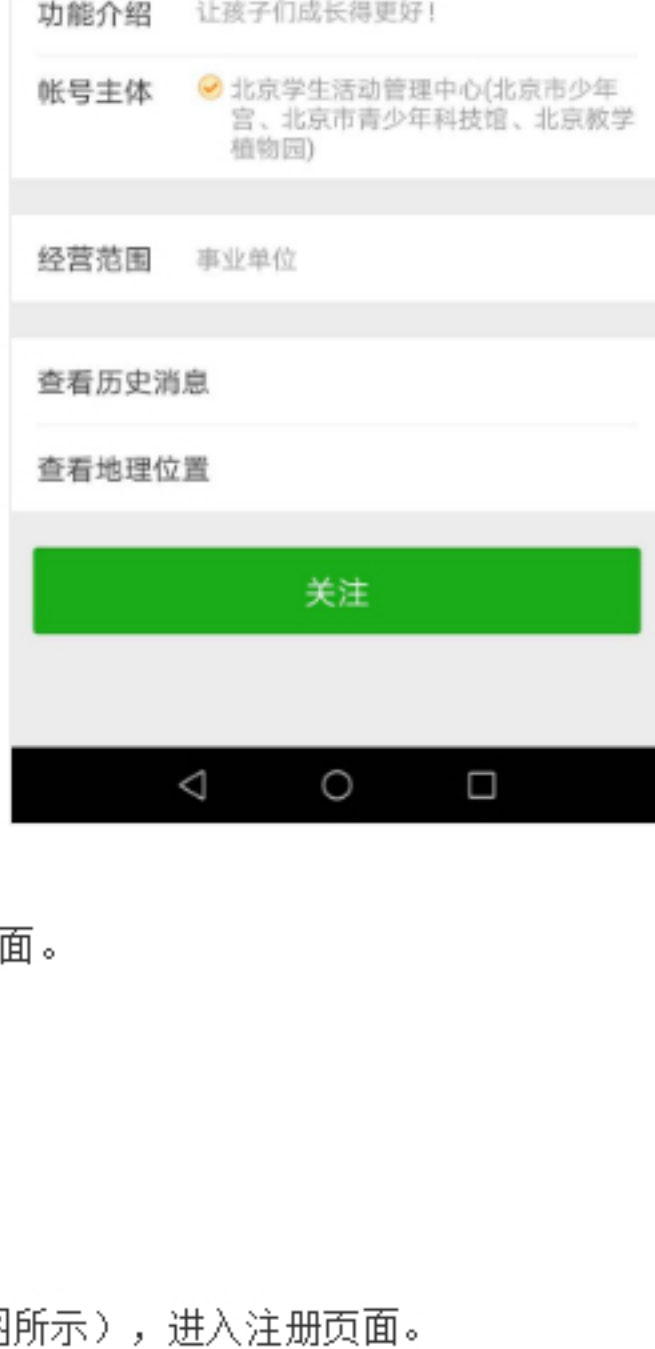 功能介绍 让孩子们成长得更好！
帐号主体 北京学生活动管理中心(北京市少年
宫、北京市青少年科技馆、北京教学
植物园)
经营范围 事业单位
查看历史消息
查看地理位置
关注
面。
图所示），进入注册页面。